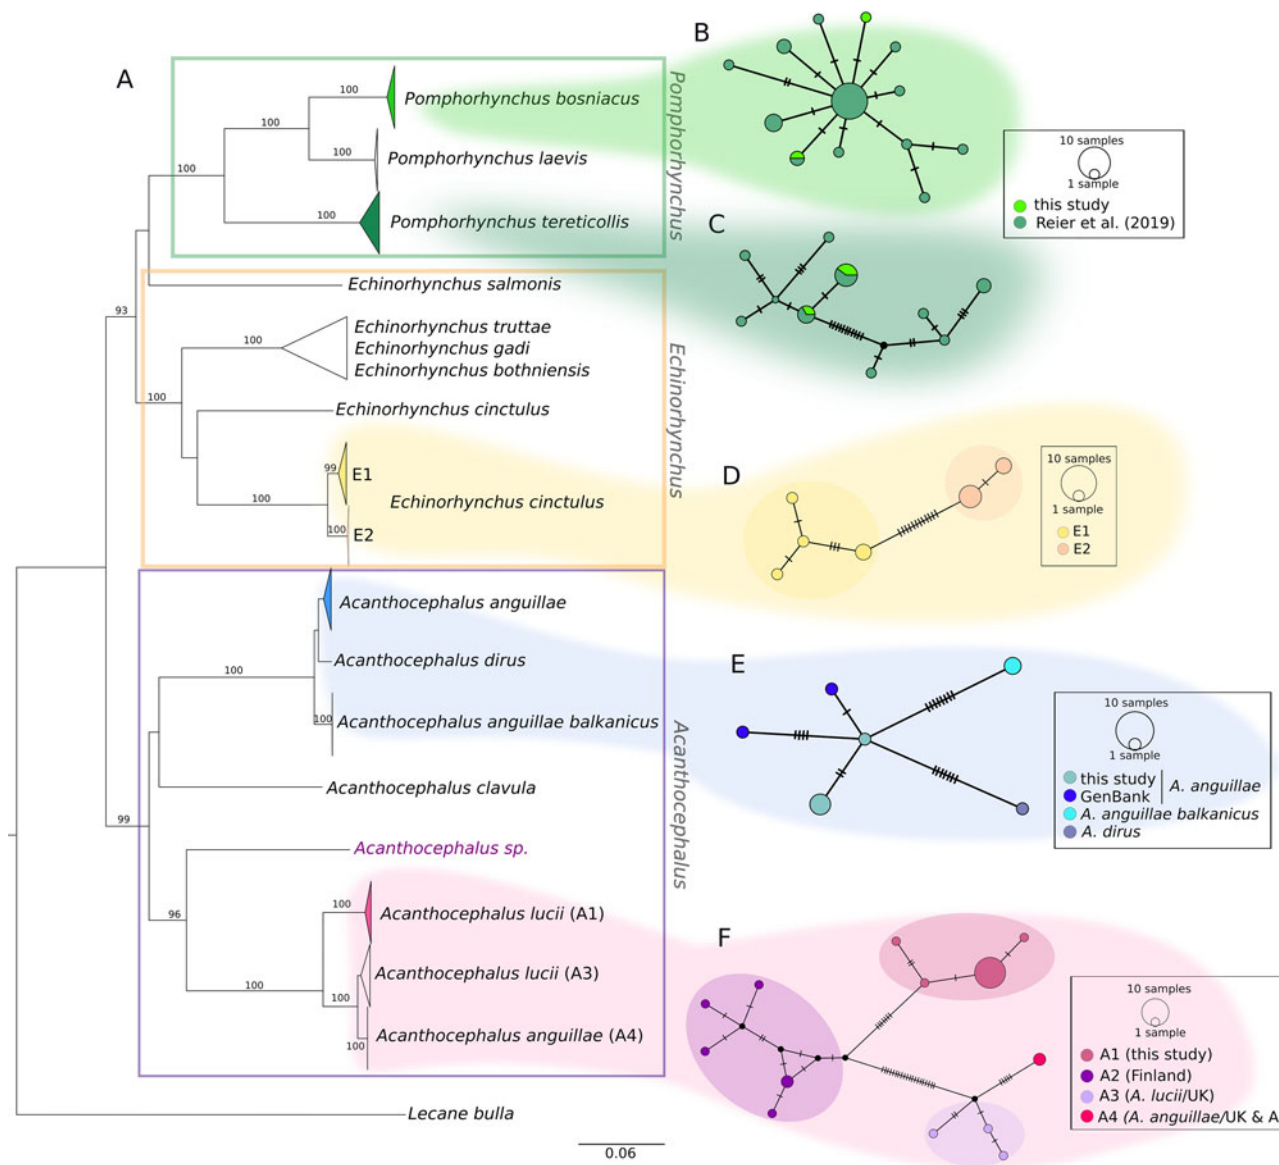 A
100
Pomphorhynchus bosniacus
100
100
Pomphorhynchus laevis
100
100
Pomphorhynchus tereticollis
Pomphorhynchus
93
Echinorhynchus salmonis
100
Echinorhynchus truttae
Echinorhynchus gadi
Echinorhynchus bothniensis
100
Echinorhynchus cinctulus
99
E1
100
Echinorhynchus cinctulus
100
E2
Echinorhynchus
Acanthocephalus anguillae
100
Acanthocephalus dirus
100
Acanthocephalus anguillae balkanicus
Acanthocephalus clavula
99
Acanthocephalus sp.
96
100
Acanthocephalus lucii (A1)
100
Acanthocephalus lucii (A3)
100
Acanthocephalus anguillae (A4)
100
Acanthocephalus
Lecane bulla
0.06
B
10 samples
1 sample
this study
Reier et al. (2019)
C
D
10 samples
1 sample
E1
E2
E
10 samples
1 sample
this study
GenBank
A. anguillae
A. anguillae balkanicus
A. dirus
F
10 samples
1 sample
A1 (this study)
A2 (Finland)
A3 (A. lucii/UK)
A4 (A. anguillae/UK & A